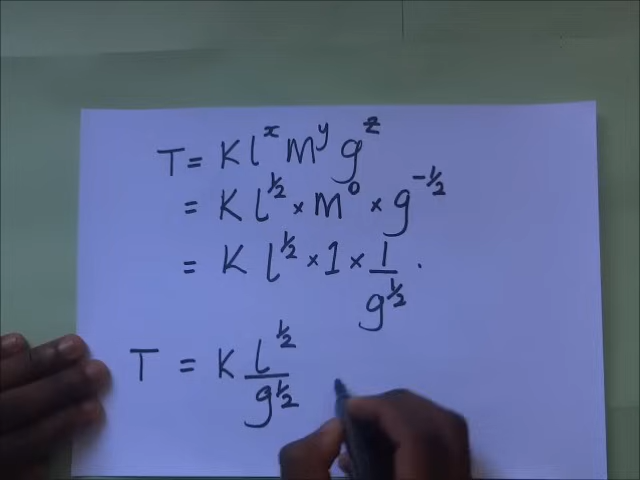 T = K l^x m^y g^z
= K l^½ × m^0 × g^-½
= K l^½ × 1 × 1/g^½ .
T = K l^½/g^½